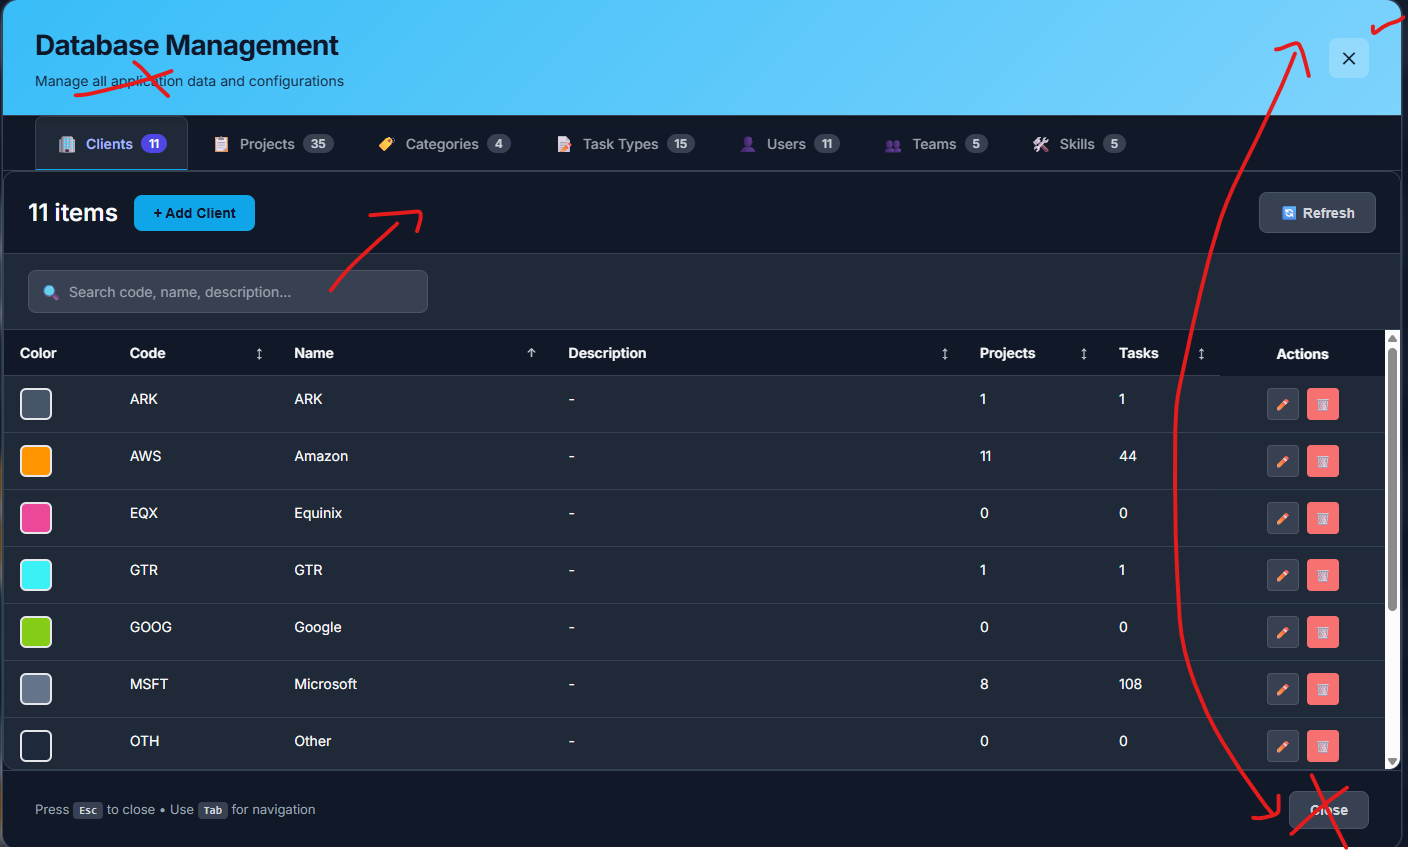 Database Management
Manage all application data and configurations
Clients 11 Projects 35 Categories 4 Task Types 15 Users 11 Teams 5 Skills 5
11 items + Add Client Refresh
Search code, name, description...
Color Code Name Description Projects Tasks Actions
ARK ARK - 1 1
AWS Amazon - 11 44
EQX Equinix - 0 0
GTR GTR - 1 1
GOOG Google - 0 0
MSFT Microsoft - 8 108
OTH Other - 0 0
Press Esc to close • Use Tab for navigation Close